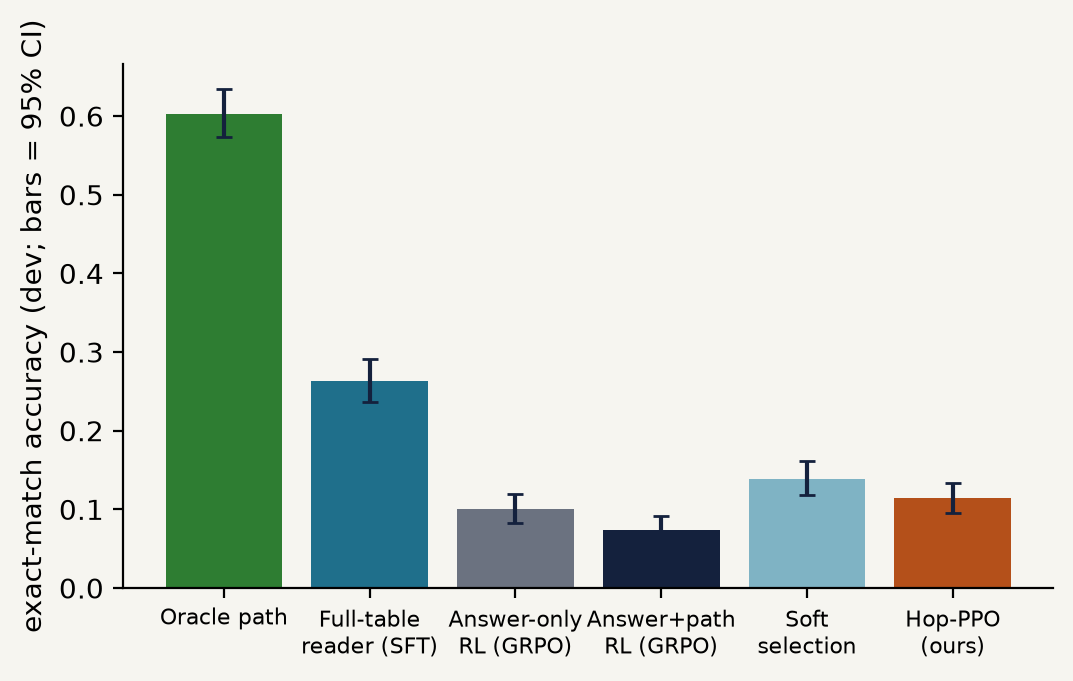 exact-match accuracy (dev; bars = 95% CI)
0.6
0.5
0.4
0.3
0.2
0.1
0.0
Oracle path
Full-table
reader (SFT)
Answer-only
RL (GRPO)
Answer+path
RL (GRPO)
Soft
selection
Hop-PPO
(ours)